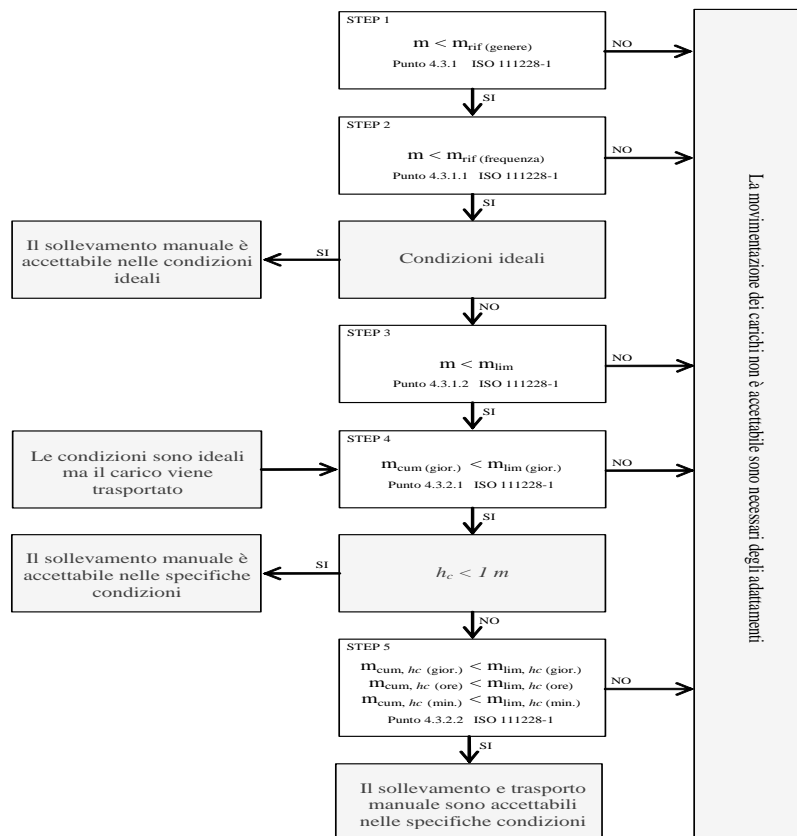 STEP 1
m < mrif (genere)
Punto 4.3.1 ISO 111228-1
NO
SI
STEP 2
m < mrif (frequenza)
Punto 4.3.1.1 ISO 111228-1
NO
SI
Il sollevamento manuale è
accettabile nelle condizioni
ideali
SI
Condizioni ideali
NO
STEP 3
m < mlim
Punto 4.3.1.2 ISO 111228-1
NO
SI
Le condizioni sono ideali
ma il carico viene
trasportato
STEP 4
mcum (gior.) < mlim (gior.)
Punto 4.3.2.1 ISO 111228-1
NO
SI
Il sollevamento manuale è
accettabile nelle specifiche
condizioni
SI
hc < 1 m
NO
STEP 5
mcum, hc (gior.) < mlim, hc (gior.)
mcum, hc (ore) < mlim, hc (ore)
mcum, hc (min.) < mlim, hc (min.)
Punto 4.3.2.2 ISO 111228-1
NO
SI
Il sollevamento e trasporto
manuale sono accettabili
nelle specifiche condizioni
La movimentazione dei carichi non è accettabile sono necessari degli adattamenti